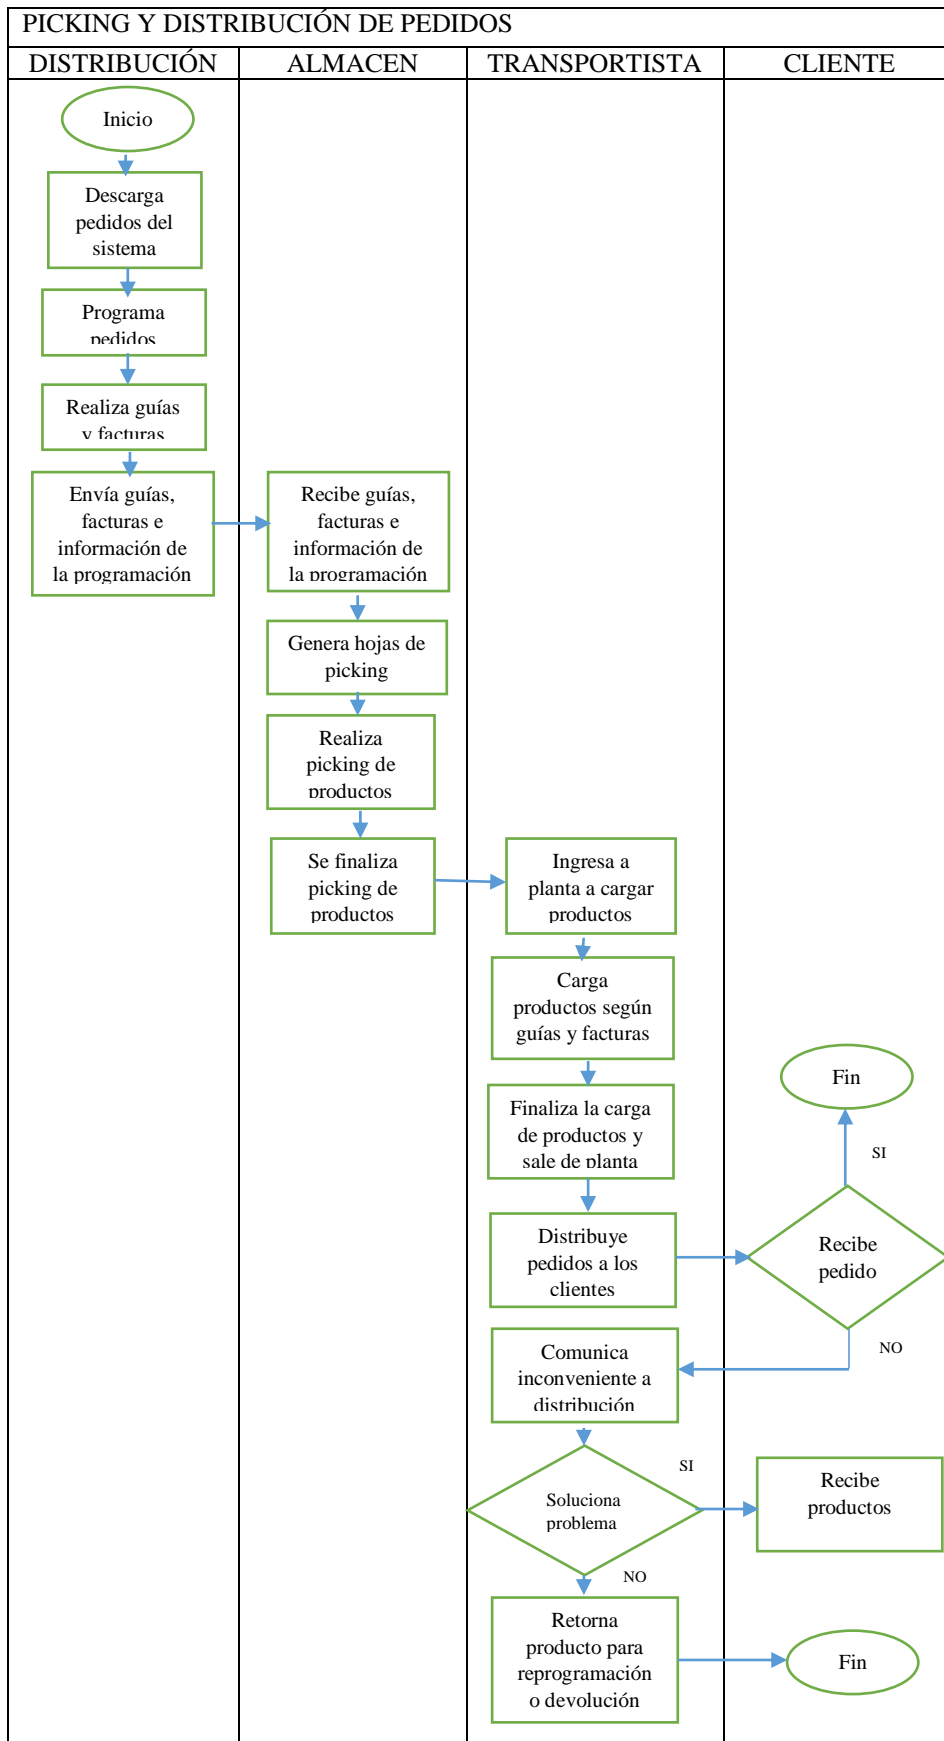 PICKING Y DISTRIBUCIÓN DE PEDIDOS
DISTRIBUCIÓN
ALMACEN
TRANSPORTISTA
CLIENTE
Inicio
Descarga
pedidos del
sistema
Programa
pedidos
Realiza guías
y facturas
Envía guías,
facturas e
información de
la programación
Recibe guías,
facturas e
información de
la programación
Genera hojas de
picking
Realiza
picking de
productos
Se finaliza
picking de
productos
Ingresa a
planta a cargar
productos
Carga
productos según
guías y facturas
Finaliza la carga
de productos y
sale de planta
Distribuye
pedidos a los
clientes
Fin
SI
Recibe
pedido
NO
Comunica
inconveniente a
distribución
Soluciona
problema
SI
Recibe
productos
NO
Retorna
producto para
reprogramación
o devolución
Fin